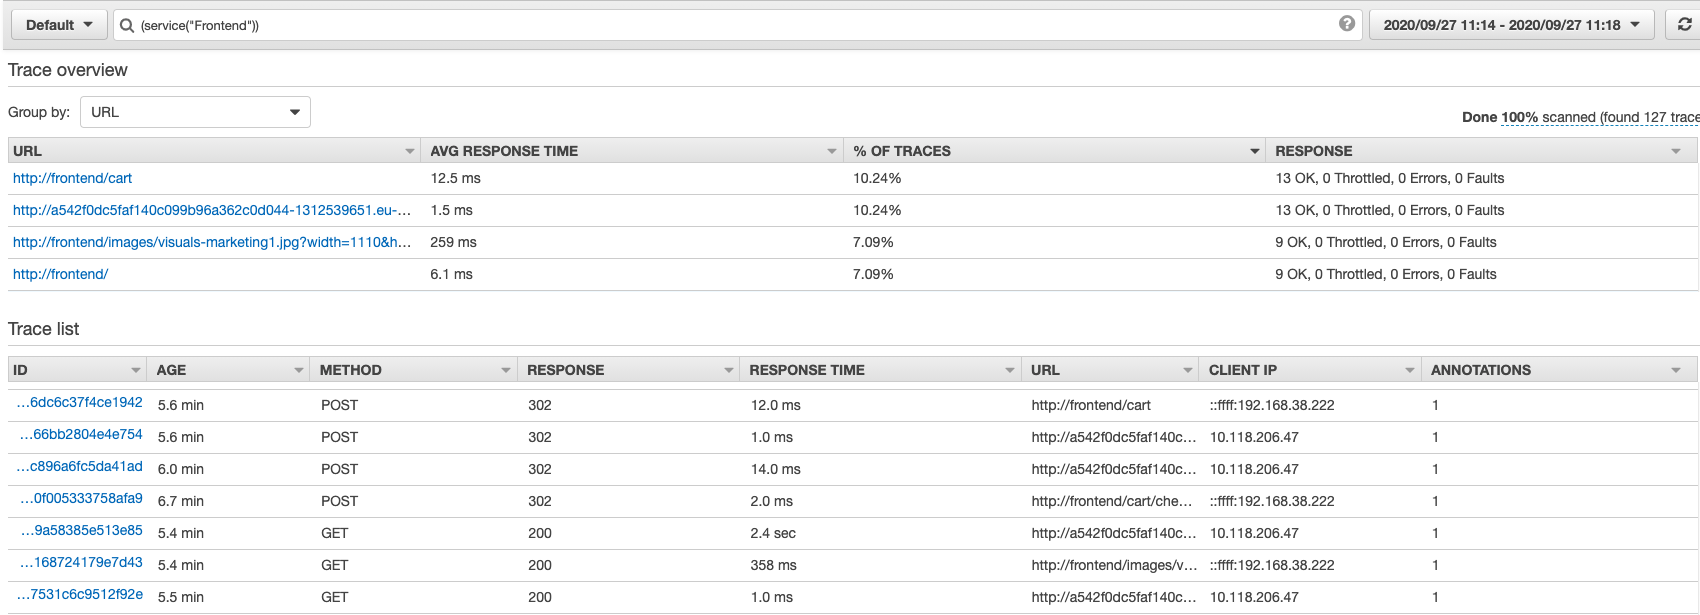 Default (service("Frontend")) 2020/09/27 11:14 - 2020/09/27 11:18
Trace overview
Group by: URL
Done 100% scanned (found 127 trace
URL AVG RESPONSE TIME % OF TRACES RESPONSE
http://frontend/cart 12.5 ms 10.24% 13 OK, 0 Throttled, 0 Errors, 0 Faults
http://a542f0dc5faf140c099b96a362c0d044-1312539651.eu-... 1.5 ms 10.24% 13 OK, 0 Throttled, 0 Errors, 0 Faults
http://frontend/images/visuals-marketing1.jpg?width=1110&h... 259 ms 7.09% 9 OK, 0 Throttled, 0 Errors, 0 Faults
http://frontend/ 6.1 ms 7.09% 9 OK, 0 Throttled, 0 Errors, 0 Faults
Trace list
ID AGE METHOD RESPONSE RESPONSE TIME URL CLIENT IP ANNOTATIONS
...6dc6c37f4ce1942 5.6 min POST 302 12.0 ms http://frontend/cart ::ffff:192.168.38.222 1
...66bb2804e4e754 5.6 min POST 302 1.0 ms http://a542f0dc5faf140c... 10.118.206.47 1
...c896a6fc5da41ad 6.0 min POST 302 14.0 ms http://a542f0dc5faf140c... 10.118.206.47 1
...0f005333758afa9 6.7 min POST 302 2.0 ms http://frontend/cart/che... ::ffff:192.168.38.222 1
...9a58385e513e85 5.4 min GET 200 2.4 sec http://a542f0dc5faf140c... 10.118.206.47 1
...168724179e7d43 5.4 min GET 200 358 ms http://frontend/images/v... ::ffff:192.168.38.222 1
...7531c6c9512f92e 5.5 min GET 200 1.0 ms http://a542f0dc5faf140c... 10.118.206.47 1